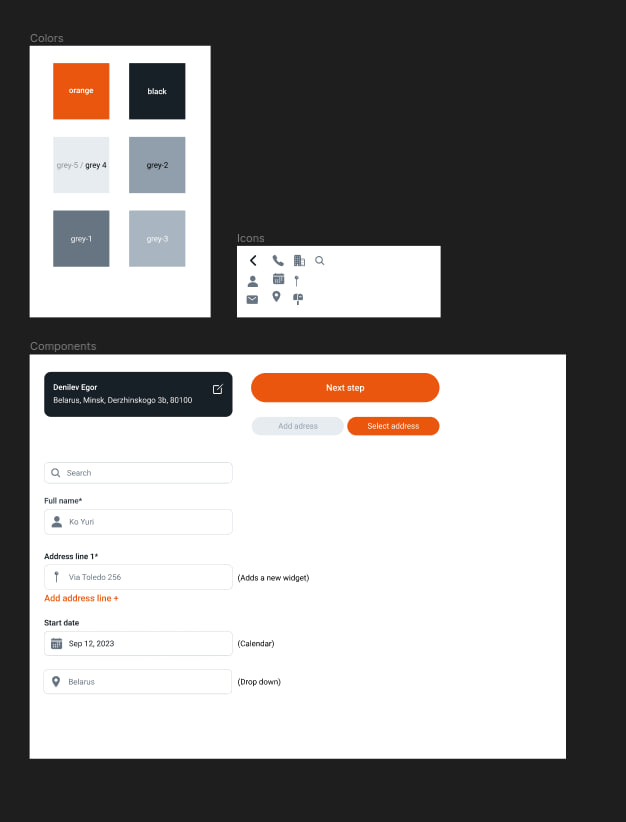 Colors
orange
black
grey-5 / grey 4
grey-2
grey-1
grey-3
Icons
Components
Denilev Egor
Belarus, Minsk, Derzhinskogo 3b, 80100
Next step
Add adress
Select address
Search
Full name*
Ko Yuri
Address line 1*
Via Toledo 256
(Adds a new widget)
Add address line +
Start date
Sep 12, 2023
(Calendar)
Belarus
(Drop down)